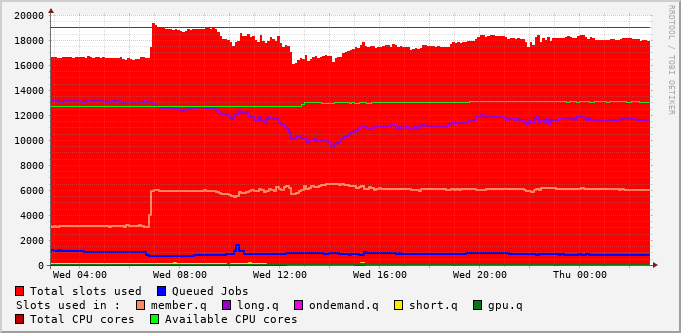 20000
18000
16000
14000
12000
10000
8000
6000
4000
2000
0
Wed 04:00 Wed 08:00 Wed 12:00 Wed 16:00 Wed 20:00 Thu 00:00
RRDTOOL / TOBI OETIKER
Total slots used Queued Jobs
Slots used in : member.q long.q ondemand.q short.q gpu.q
Total CPU cores Available CPU cores